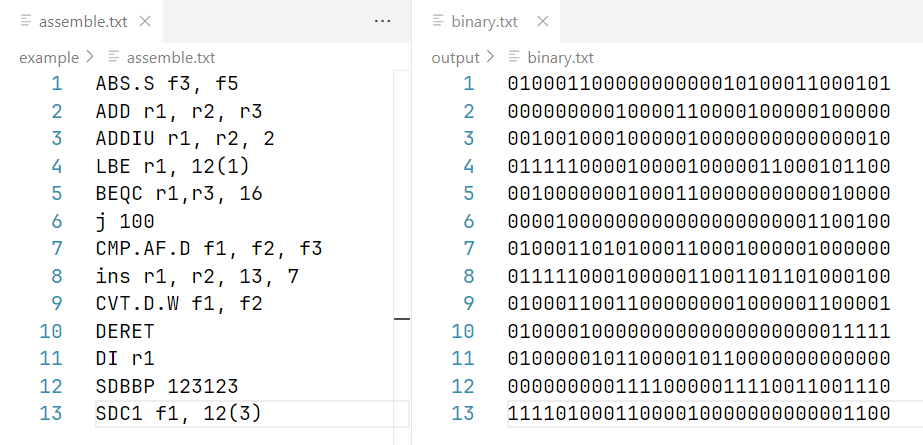 assemble.txt
example > assemble.txt
1 ABS.S f3, f5
2 ADD r1, r2, r3
3 ADDIU r1, r2, 2
4 LBE r1, 12(1)
5 BEQC r1,r3, 16
6 j 100
7 CMP.AF.D f1, f2, f3
8 ins r1, r2, 13, 7
9 CVT.D.W f1, f2
10 DERET
11 DI r1
12 SDBBP 123123
13 SDC1 f1, 12(3)
binary.txt
output > binary.txt
1 01000110000000000010100011000101
2 00000000010000110000100000100000
3 00100100010000010000000000000010
4 01111100001000010000011000101100
5 00100000001000110000000000010000
6 00001000000000000000000001100100
7 01000110101000110001000001000000
8 01111100010000011001101101000100
9 01000110011000000001000001100001
10 01000010000000000000000000011111
11 01000001011000010110000000000000
12 00000000011110000011110011001110
13 11110100011000010000000000001100